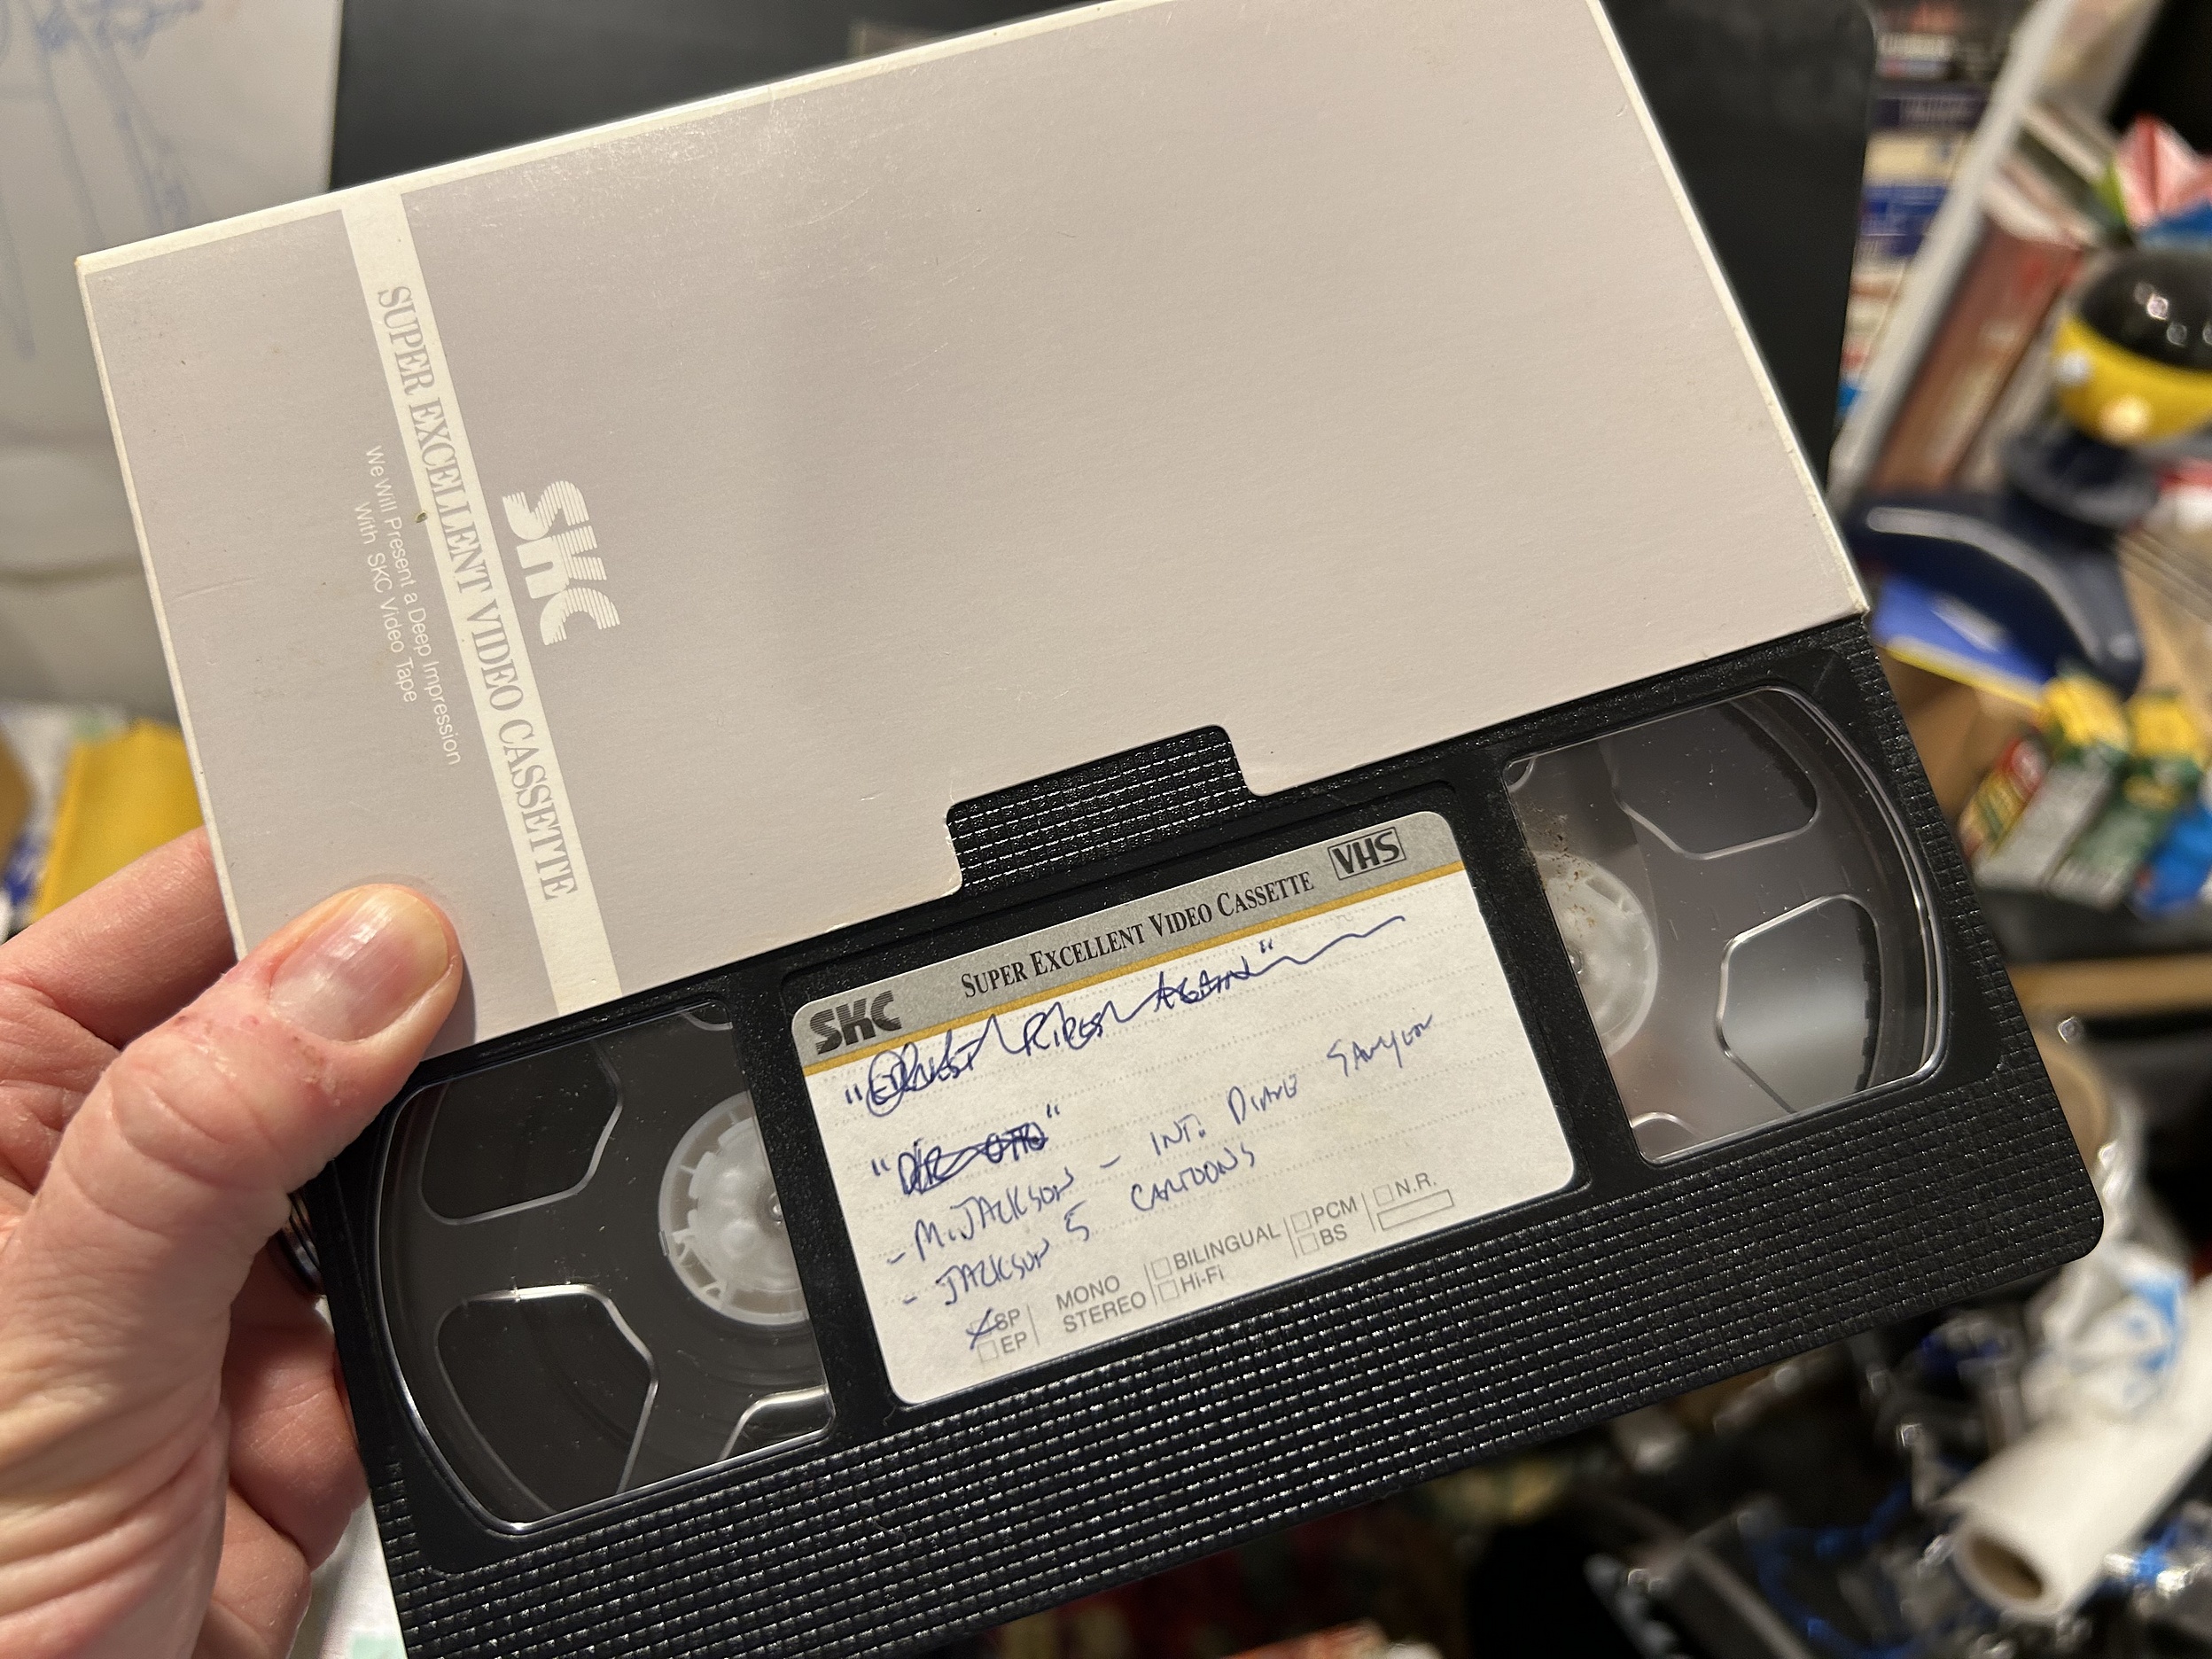 SUPER EXCELLENT VIDEO CASSETTE
SKC
We Will Present a Deep Impression
With SKC Video Tape
SKC SUPER EXCELLENT VIDEO CASSETTE VHS
"ERNEST RIDES AGAIN"
"DR. OTTO"
- M. JACKSON - INT. DIANE SAWYER
- JACKSON 5 CARTOONS
SP
EP
MONO
STEREO
BILINGUAL
Hi-Fi
PCM
BS
N.R.